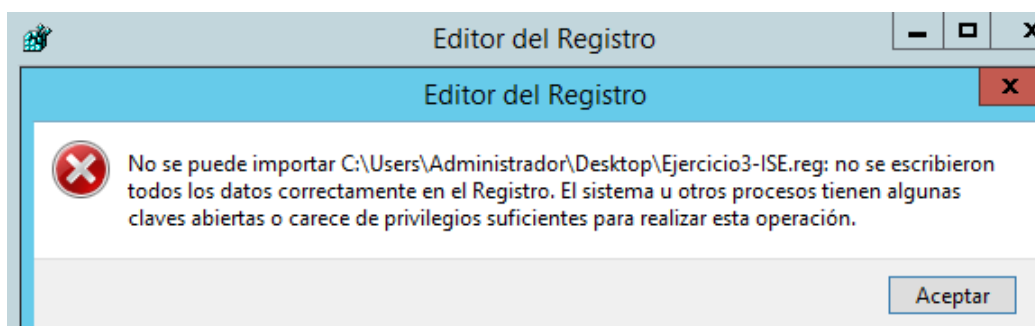 Editor del Registro
Editor del Registro
No se puede importar C:\Users\Administrador\Desktop\Ejercicio3-ISE.reg: no se escribieron
todos los datos correctamente en el Registro. El sistema u otros procesos tienen algunas
claves abiertas o carece de privilegios suficientes para realizar esta operación.
Aceptar